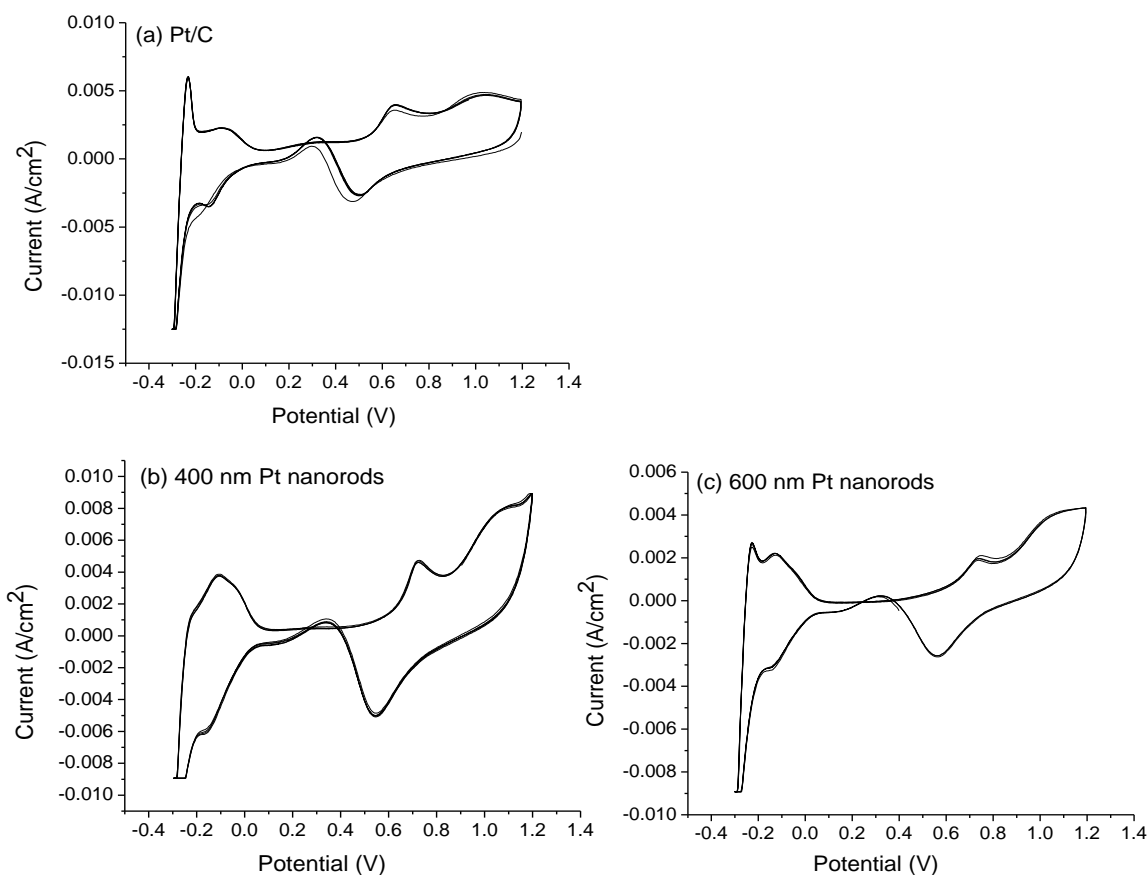 (a) Pt/C
0.010
0.005
0.000
-0.005
-0.010
-0.015
Current (A/cm2)
-0.4 -0.2 0.0 0.2 0.4 0.6 0.8 1.0 1.2 1.4
Potential (V)
(b) 400 nm Pt nanorods
0.010
0.008
0.006
0.004
0.002
0.000
-0.002
-0.004
-0.006
-0.008
-0.010
Current (A/cm2)
-0.4 -0.2 0.0 0.2 0.4 0.6 0.8 1.0 1.2 1.4
Potential (V)
(c) 600 nm Pt nanorods
0.006
0.004
0.002
0.000
-0.002
-0.004
-0.006
-0.008
-0.010
Current (A/cm2)
-0.4 -0.2 0.0 0.2 0.4 0.6 0.8 1.0 1.2 1.4
Potential (V)